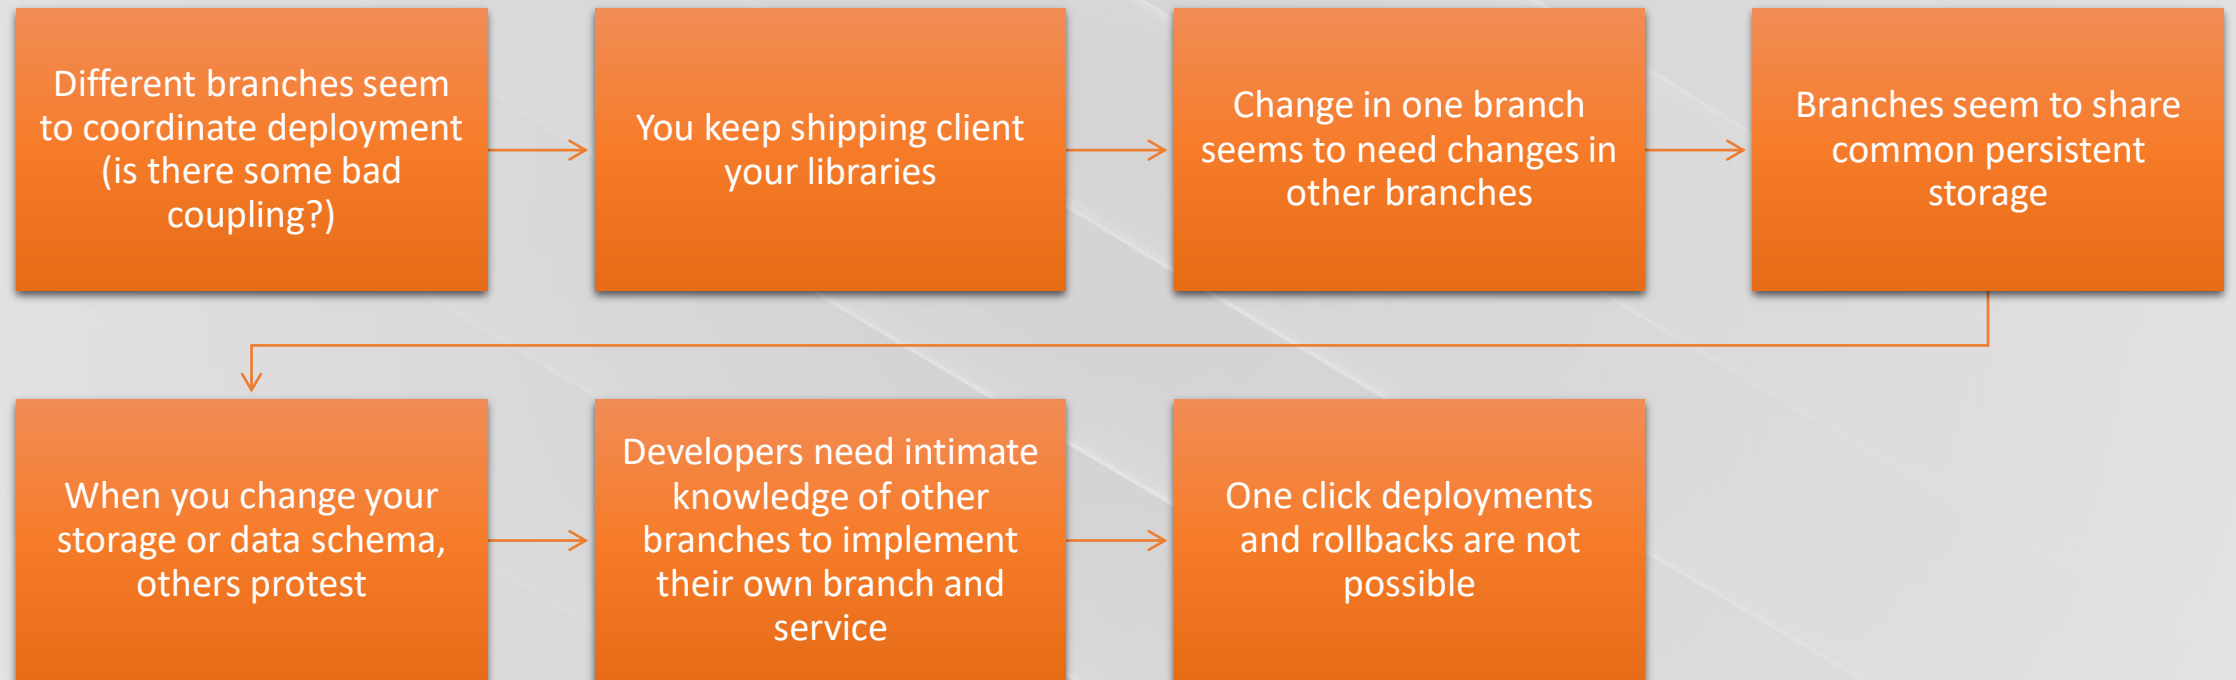 Different branches seem
to coordinate deployment
(is there some bad
coupling?)
You keep shipping client
your libraries
Change in one branch
seems to need changes in
other branches
Branches seem to share
common persistent
storage
When you change your
storage or data schema,
others protest
Developers need intimate
knowledge of other
branches to implement
their own branch and
service
One click deployments
and rollbacks are not
possible